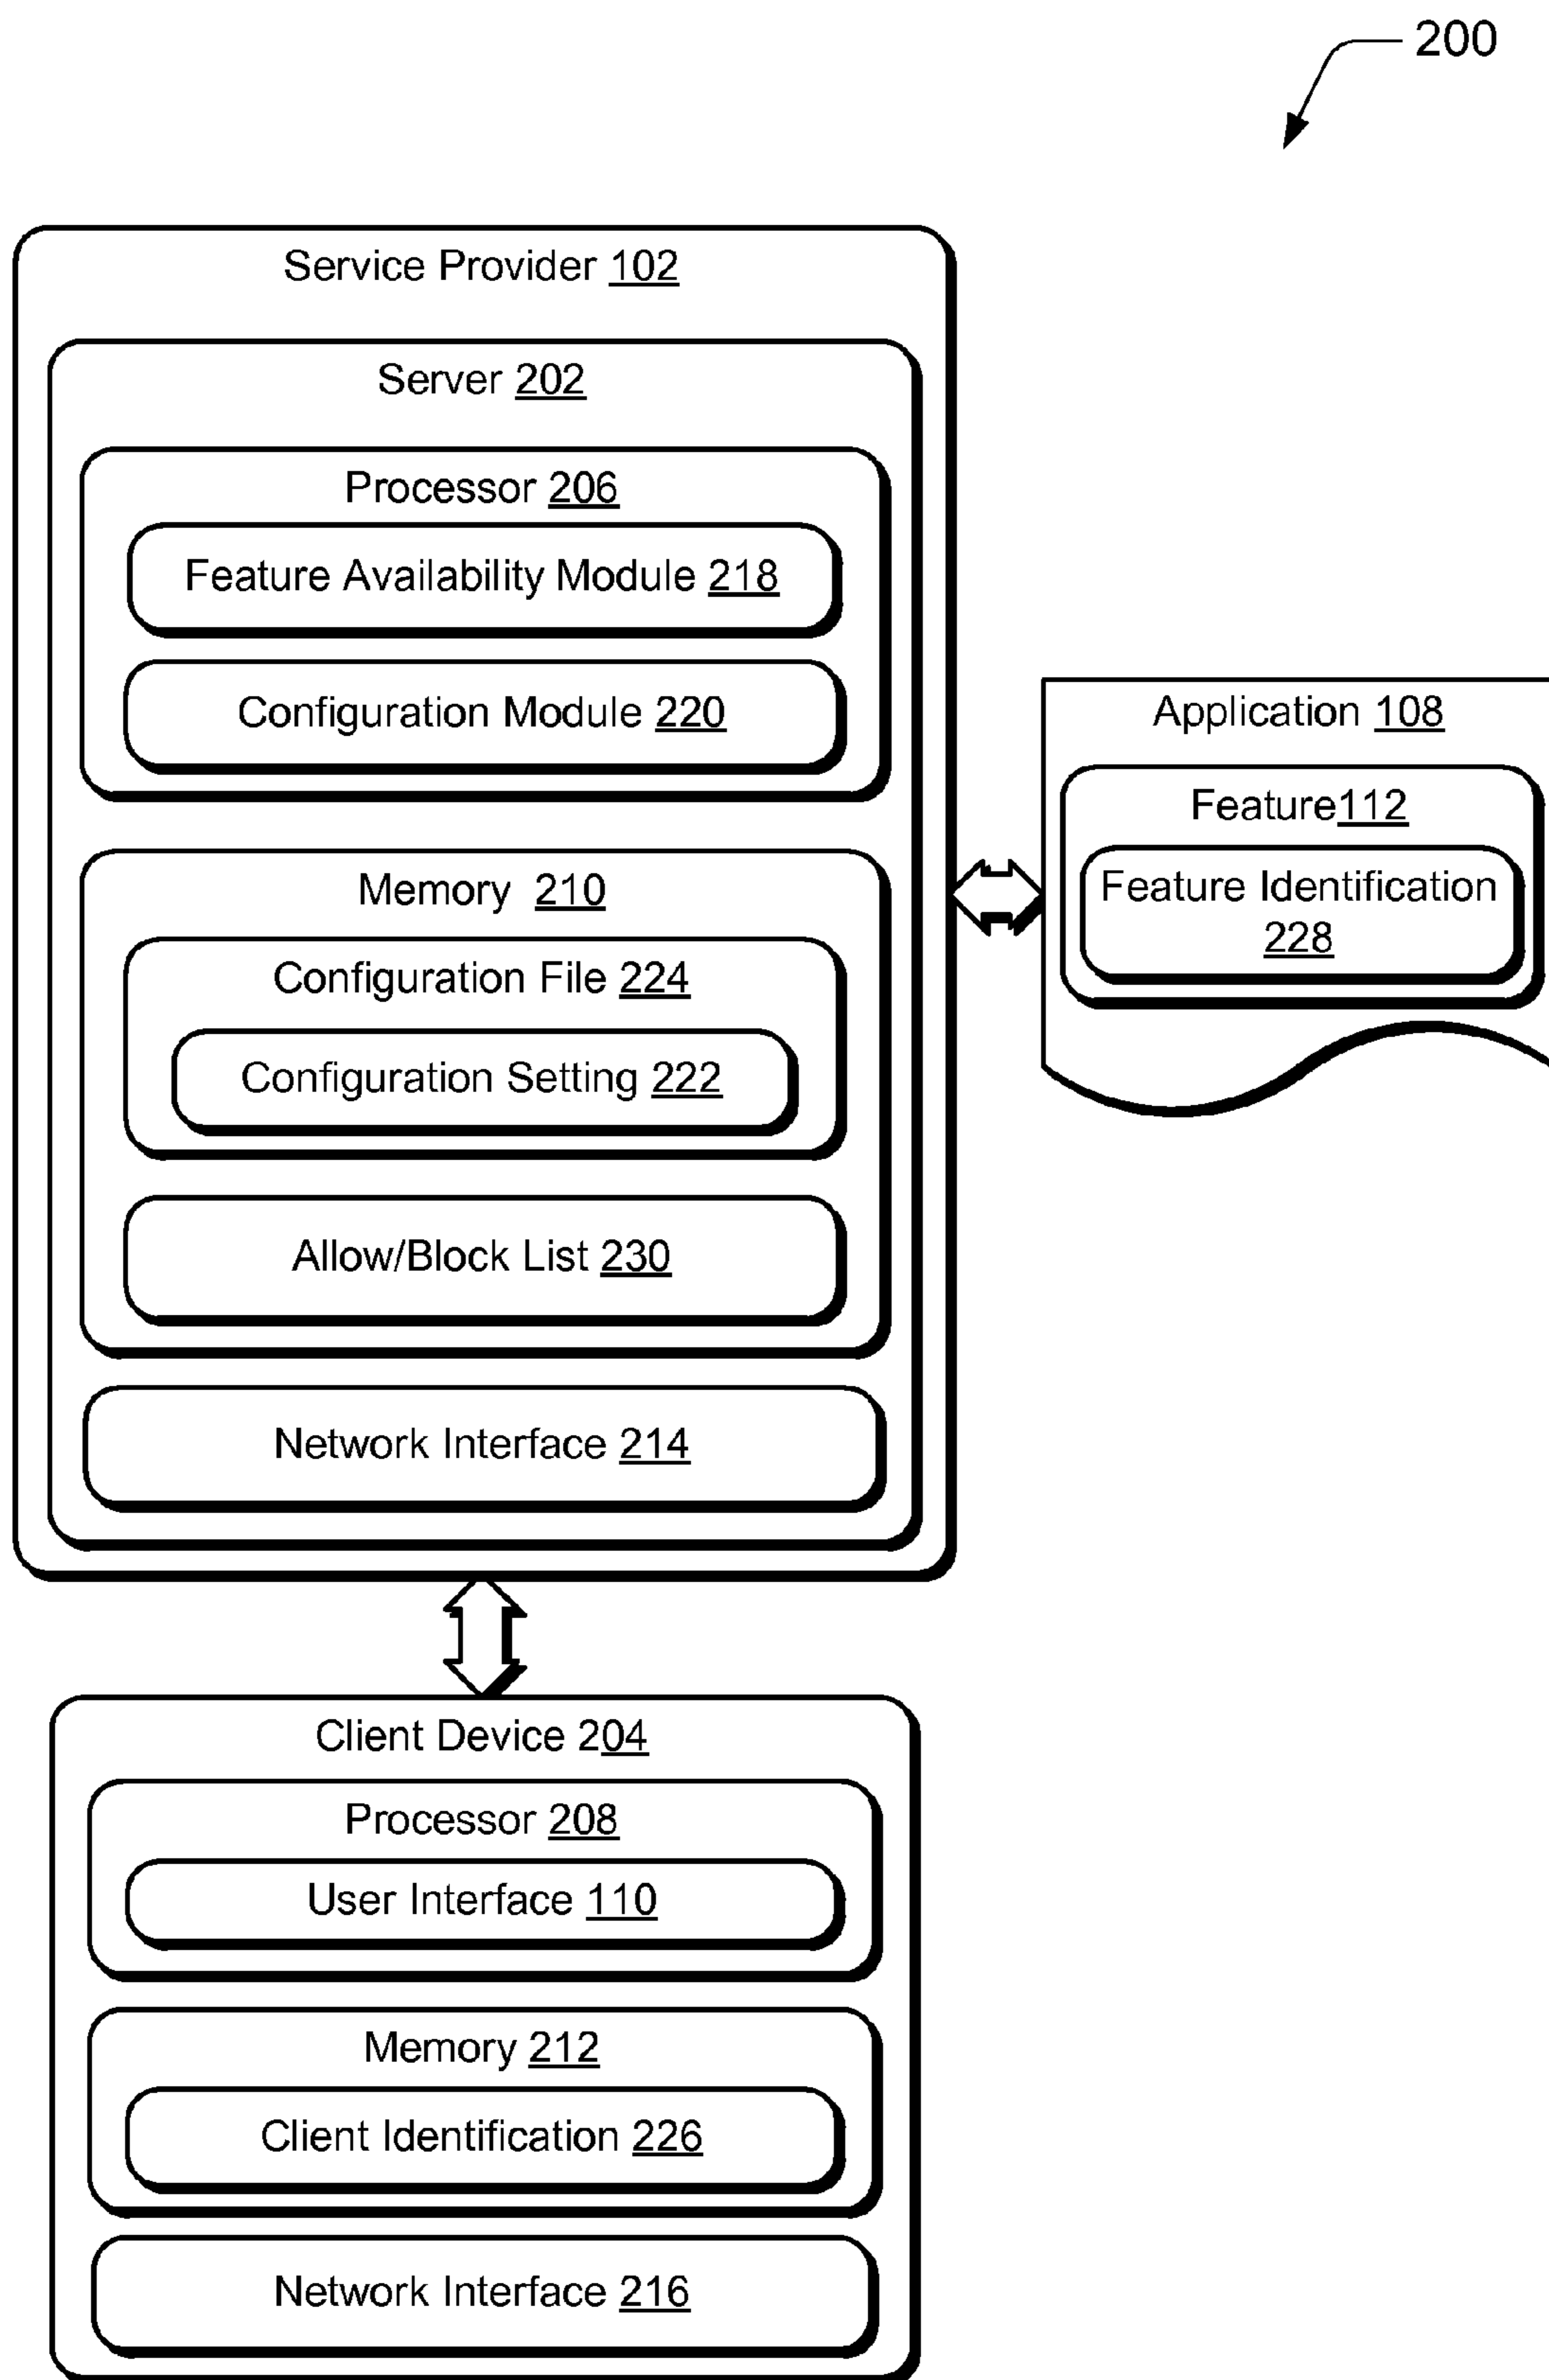 200
Service Provider 102
Server 202
Processor 206
Feature Availability Module 218
Configuration Module 220
Memory 210
Configuration File 224
Configuration Setting 222
Allow/Block List 230
Network Interface 214
Application 108
Feature112
Feature Identification
228
Client Device 204
Processor 208
User Interface 110
Memory 212
Client Identification 226
Network Interface 216